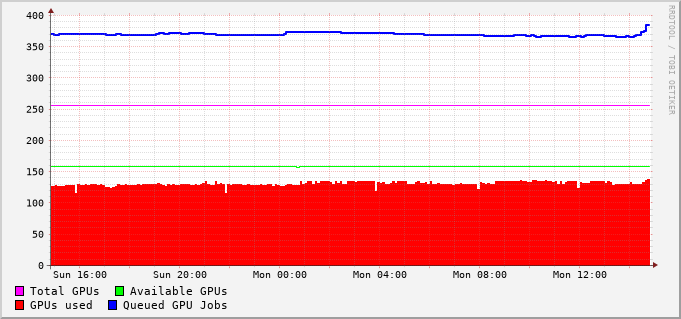 400
350
300
250
200
150
100
50
0
Sun 16:00 Sun 20:00 Mon 00:00 Mon 04:00 Mon 08:00 Mon 12:00
Total GPUs Available GPUs
GPUs used Queued GPU Jobs
RRDTOOL / TOBI OETIKER